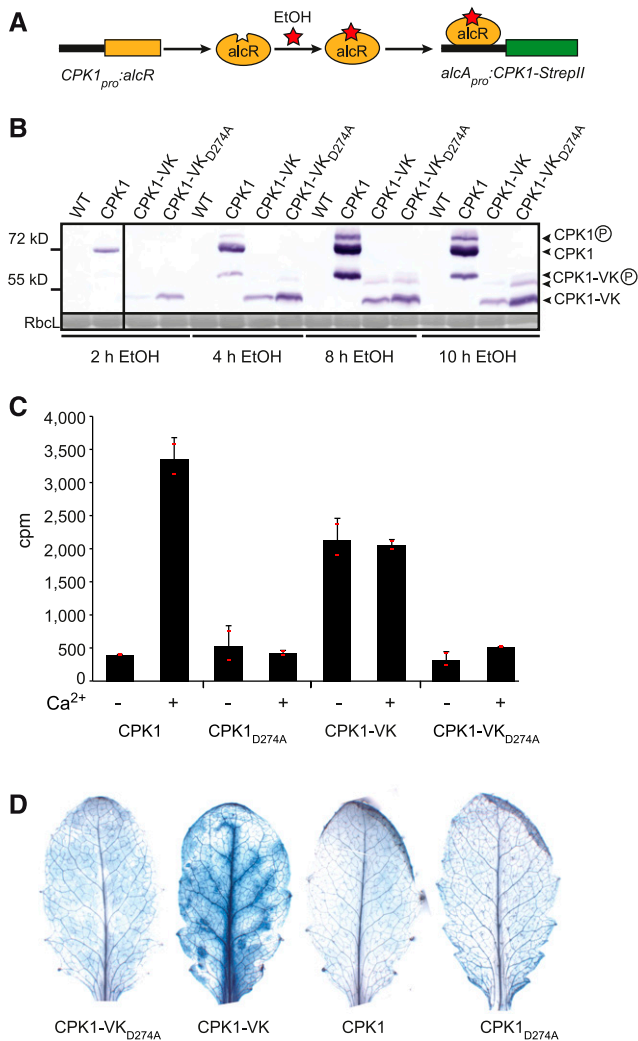 A
EtOH
alcR alcR alcR
CPK1pro:alcR alcApro:CPK1-StrepII
B
WT CPK1 CPK1-VK CPK1-VKD274A WT CPK1 CPK1-VK CPK1-VKD274A WT CPK1 CPK1-VK CPK1-VKD274A WT CPK1 CPK1-VK CPK1-VKD274A
72 kD
55 kD
RbcL
CPK1Ⓟ
CPK1
CPK1-VKⓅ
CPK1-VK
2 h EtOH 4 h EtOH 8 h EtOH 10 h EtOH
C
4,000
3,500
3,000
2,500
2,000
1,500
1,000
500
0
cpm
Ca2+ - + - + - + - +
CPK1 CPK1D274A CPK1-VK CPK1-VKD274A
D
CPK1-VKD274A CPK1-VK CPK1 CPK1D274A